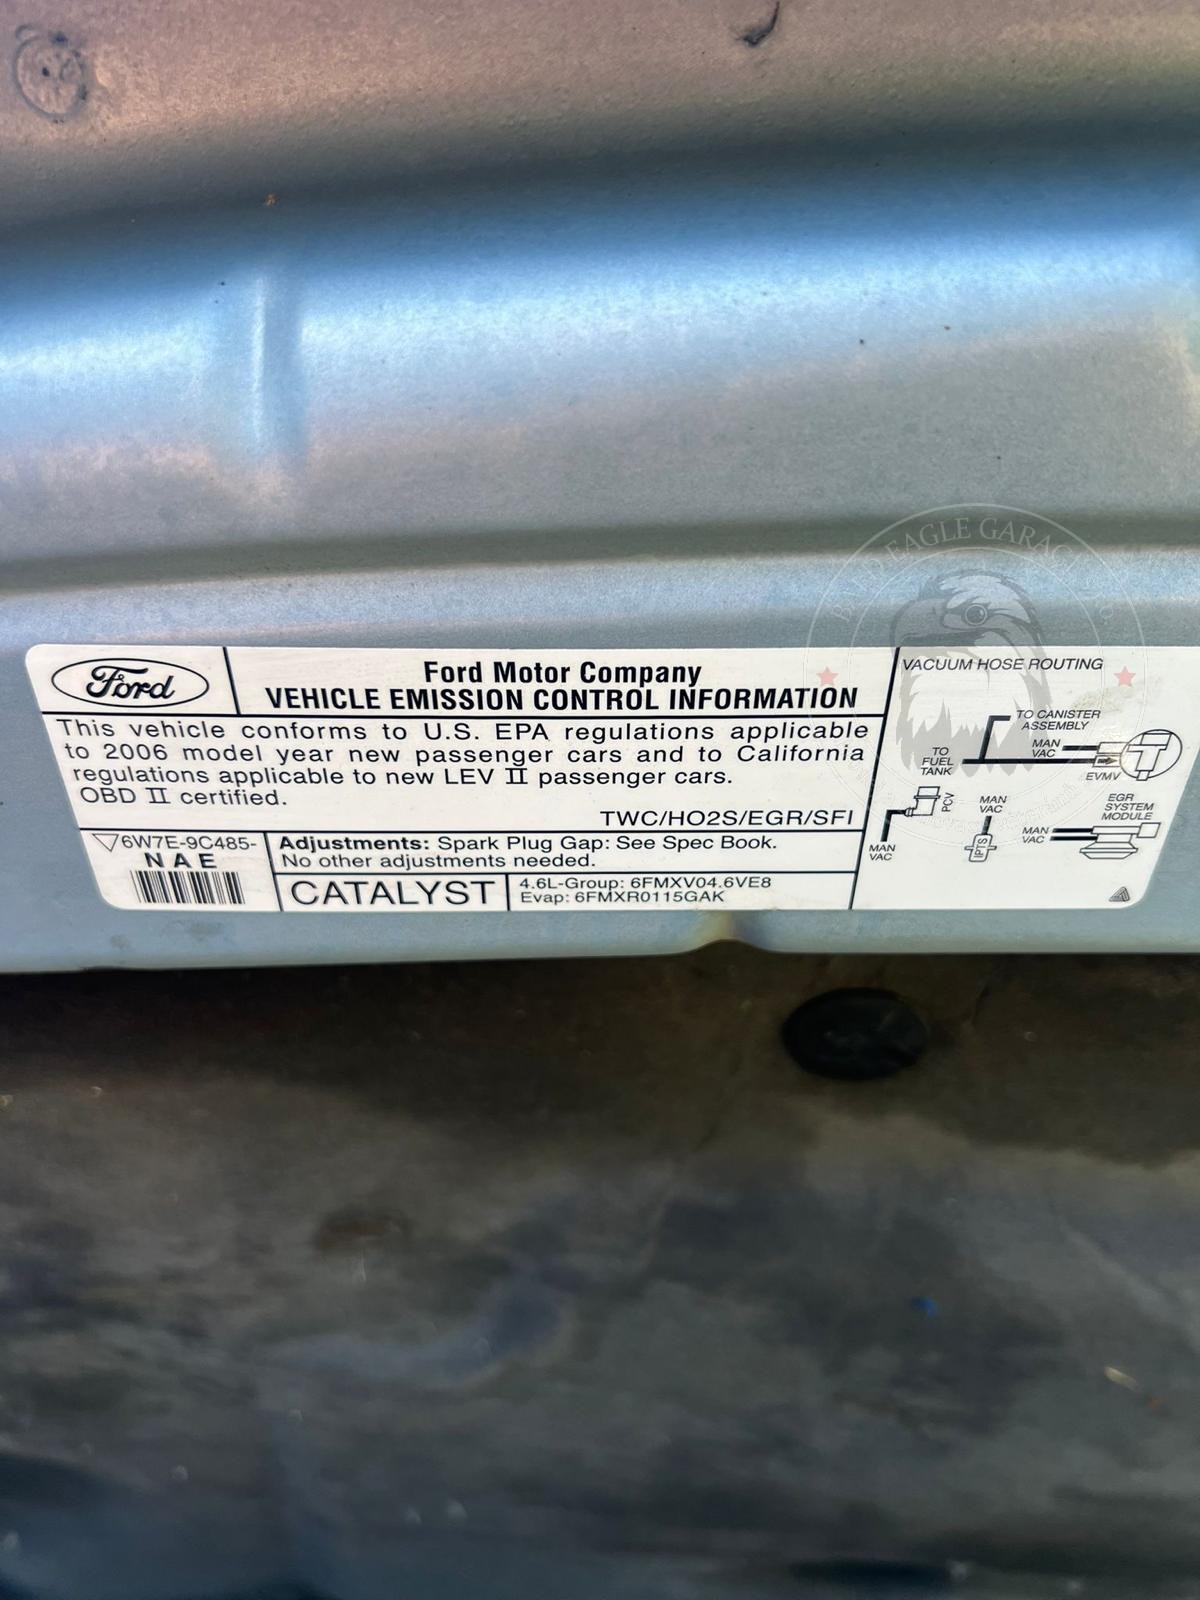 Ford
Ford Motor Company
VEHICLE EMISSION CONTROL INFORMATION
This vehicle conforms to U.S. EPA regulations applicable
to 2006 model year new passenger cars and to California
regulations applicable to new LEV II passenger cars.
OBD II certified.
TWC/HO2S/EGR/SFI
6W7E-9C485-
NAE
Adjustments: Spark Plug Gap: See Spec Book.
No other adjustments needed.
CATALYST
4.6L-Group: 6FMXV04.6VE8
Evap: 6FMXR0115GAK
VACUUM HOSE ROUTING
TO CANISTER
ASSEMBLY
MAN
VAC
TO
FUEL
TANK
EVMV
PCV
MAN
VAC
EGR
SYSTEM
MODULE
MAN
VAC
MAN
VAC
IPTS
EAGLE GARAGE